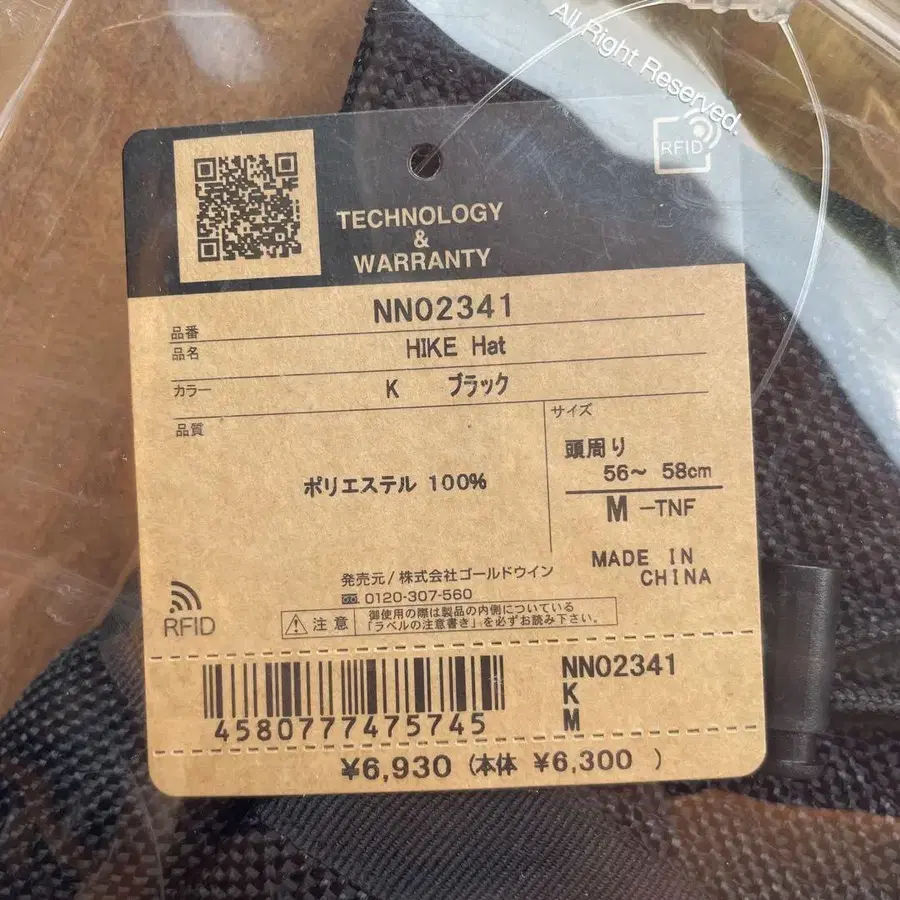 All Right Reserved.
RFID
TECHNOLOGY
&
WARRANTY
品番 NN02341
品名 HIKE Hat
カラー K ブラック
品質
ポリエステル 100%
サイズ
頭周り
56～ 58cm
M -TNF
MADE IN
CHINA
発売元/株式会社ゴールドウイン
0120-307-560
注意
御使用の際は製品の内側についている
「ラベルの注意書き」を必ずお読み下さい。
RFID
4580777475745
NN02341
K
M
¥6,930 (本体 ¥6,300 )